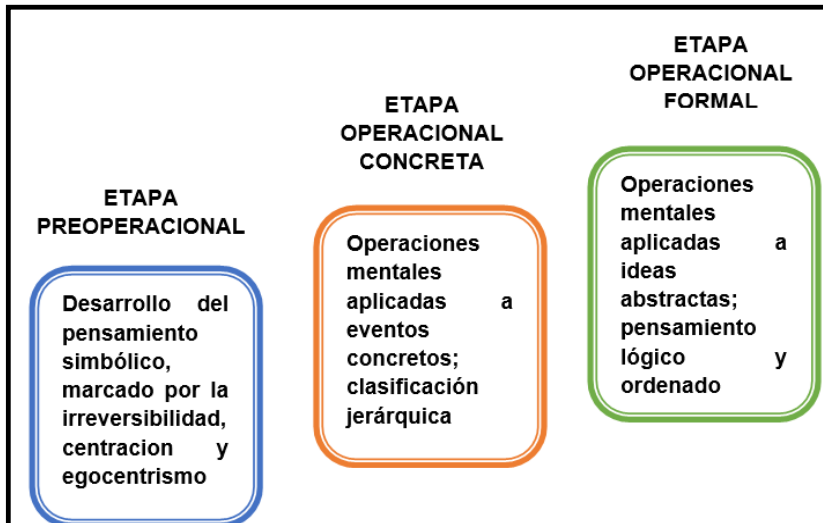 ETAPA
PREOPERACIONAL
Desarrollo del
pensamiento
simbólico,
marcado por la
irreversibilidad,
centracion y
egocentrismo
ETAPA
OPERACIONAL
CONCRETA
Operaciones
mentales
aplicadas a
eventos
concretos;
clasificación
jerárquica
ETAPA
OPERACIONAL
FORMAL
Operaciones
mentales
aplicadas a
ideas
abstractas;
pensamiento
lógico y
ordenado